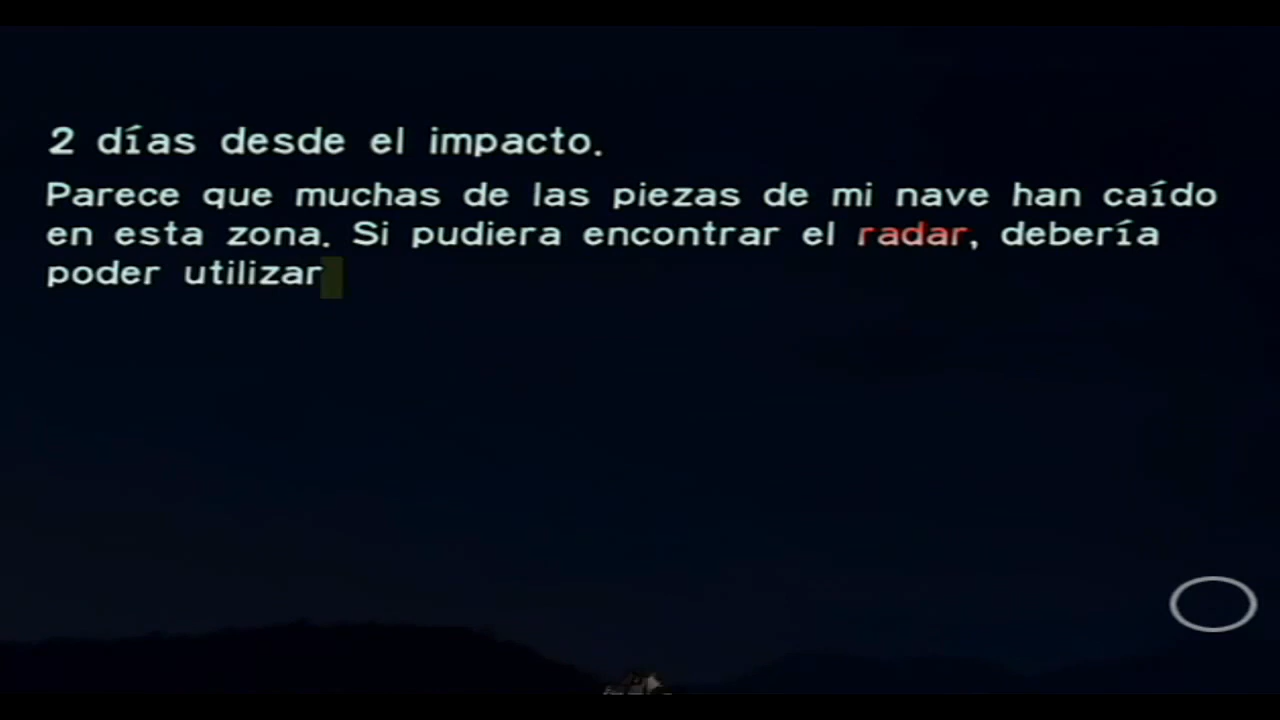 2 días desde el impacto.
Parece que muchas de las piezas de mi nave han caído
en esta zona. Si pudiera encontrar el radar, debería
poder utilizar